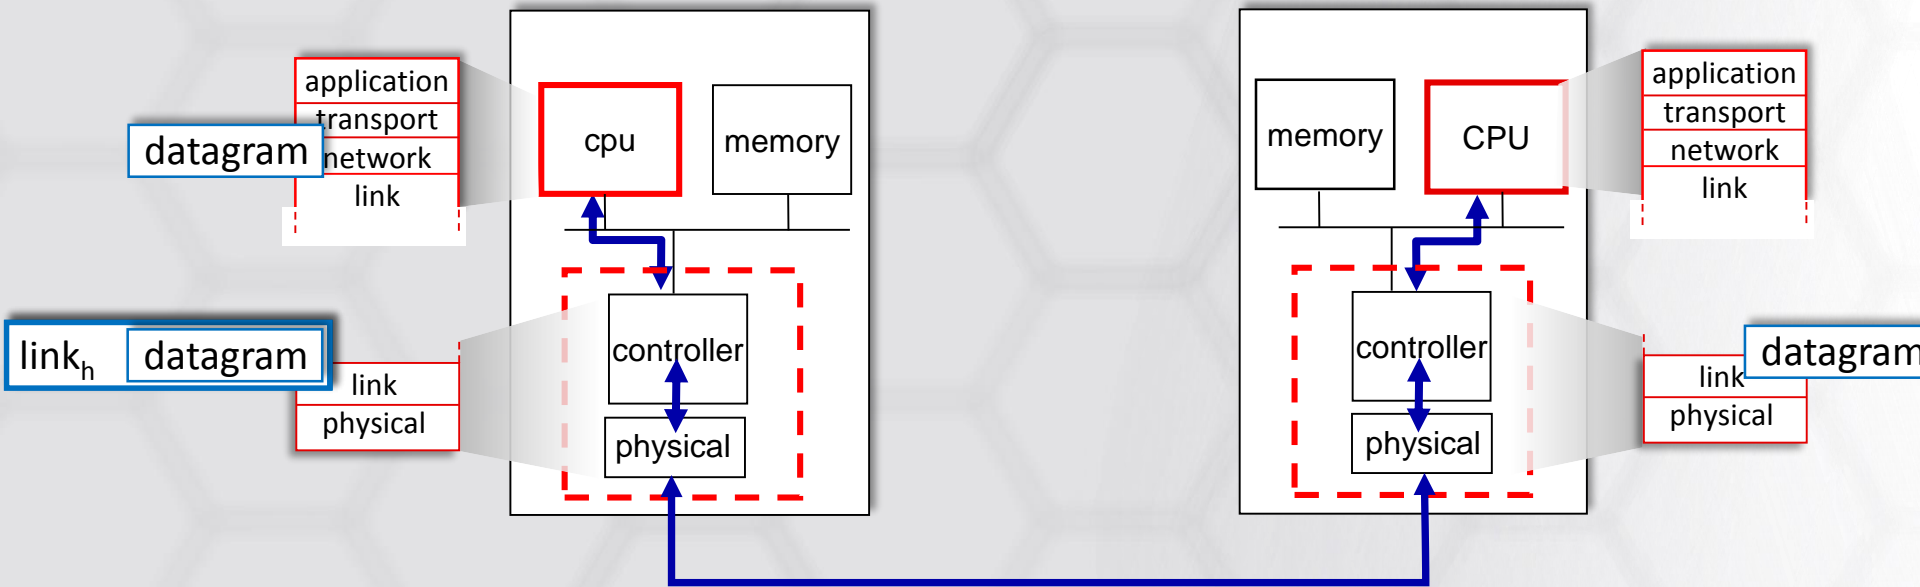 application
transport
datagram
network
link
cpu
memory
link_h datagram
link
physical
controller
physical
memory
CPU
application
transport
network
link
controller
physical
datagram
link
physical